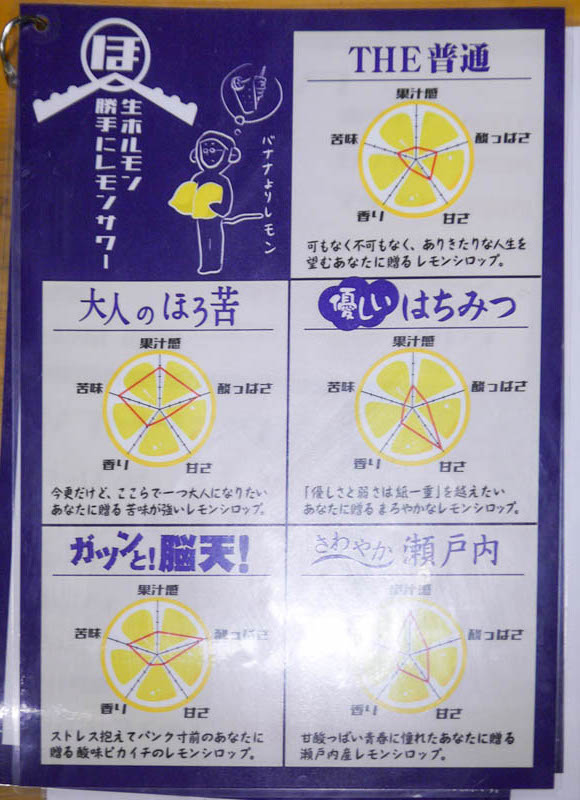 ほ
生ホルモン
勝手にレモンサワー
バナナよりレモン
THE普通
果汁感
苦味
酸っぱさ
香り
甘さ
可もなく不可もなく、ありきたりな人生を
望むあなたに贈るレモンシロップ。
大人のほろ苦
果汁感
苦味
酸っぱさ
香り
甘さ
今更だけど、ここらで一つ大人になりたい
あなたに贈る 苦味が強いレモンシロップ。
優しいはちみつ
果汁感
苦味
酸っぱさ
香り
甘さ
「優しさと弱さは紙一重」を越えたい
あなたに贈る まろやかなレモンシロップ。
ガツンと!脳天!
果汁感
苦味
酸っぱさ
香り
甘さ
ストレス抱えてパンク寸前のあなたに
贈る酸味ピカイチのレモンシロップ。
さわやか 瀬戸内
果汁感
苦味
酸っぱさ
香り
甘さ
甘酸っぱい青春に憧れたあなたに贈る
瀬戸内産レモンシロップ。